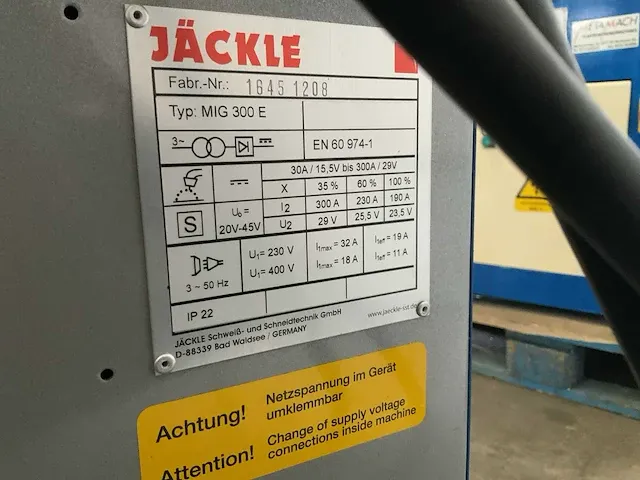 JÄCKLE
Fabr.-Nr.: 1645 1208
Typ: MIG 300 E
3~ EN 60 974-1
30A / 15,5V bis 300A / 29V
X 35 % 60 % 100 %
S U₀ = 20V-45V
I2 300 A 230 A 190 A
U2 29 V 25,5 V 23,5 V
U₁ = 230 V I1max = 32 A I1eff = 19 A
U₁ = 400 V I1max = 18 A I1eff = 11 A
3 ~ 50 Hz
IP 22
JÄCKLE Schweiß- und Schneidtechnik GmbH www.jaeckle-sst.de
D-88339 Bad Waldsee / GERMANY
Achtung! Netzspannung im Gerät
umklemmbar
Attention! Change of supply voltage
connections inside machine